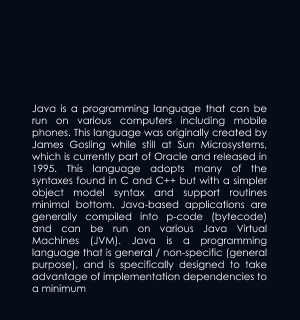 Java is a programming language that can be
run on various computers including mobile
phones. This language was originally created by
James Gosling while still at Sun Microsystems,
which is currently part of Oracle and released in
1995. This language adopts many of the
syntaxes found in C and C++ but with a simpler
object model syntax and support routines
minimal bottom. Java-based applications are
generally compiled into p-code (bytecode)
and can be run on various Java Virtual
Machines (JVM). Java is a programming
language that is general / non-specific (general
purpose), and is specifically designed to take
advantage of implementation dependencies to
a minimum